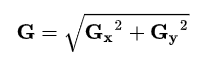 G = √(Gₓ² + Gᵧ²)